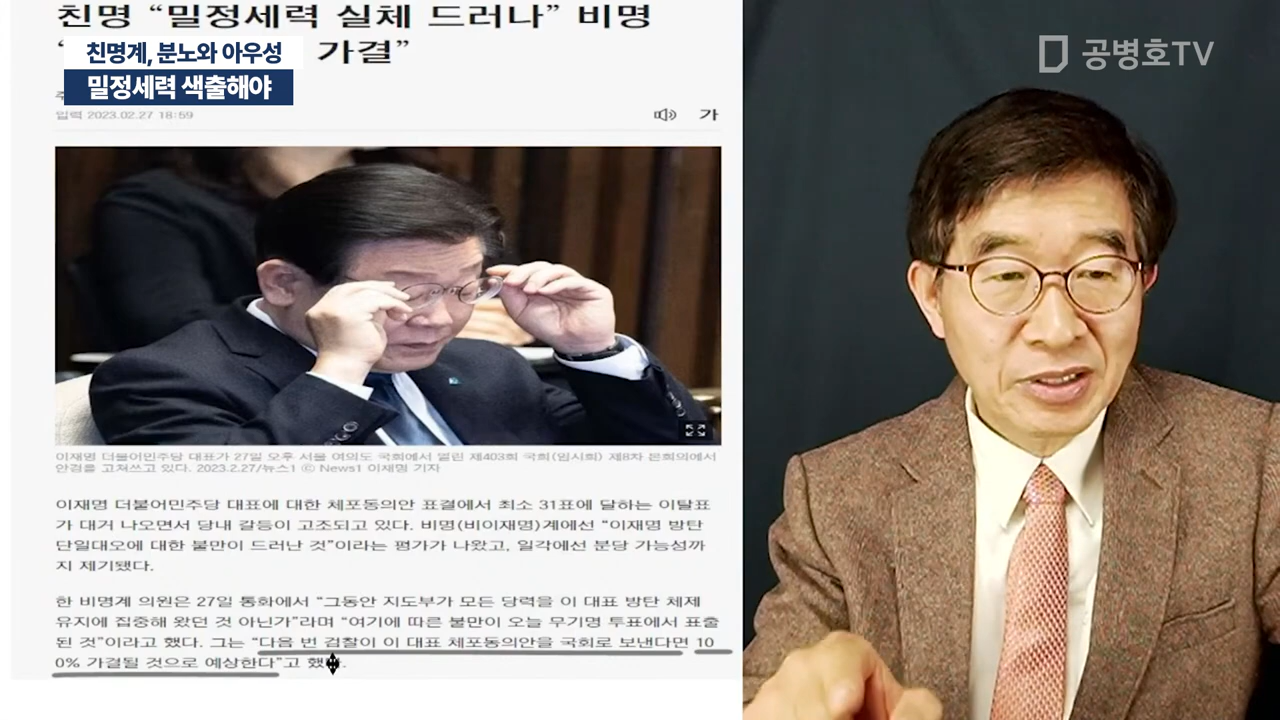 친명 “밀정세력 실체 드러나” 비명
가결”
친명계, 분노와 아우성
밀정세력 색출해야
입력 2023.02.27 18:59
가
공병호TV
이재명 더불어민주당 대표가 27일 오후 서울 여의도 국회에서 열린 제403회 국회(임시회) 제8차 본회의에서
안경을 고쳐쓰고 있다. 2023.2.27/뉴스1 ⓒ News1 이재명 기자
이재명 더불어민주당 대표에 대한 체포동의안 표결에서 최소 31표에 달하는 이탈표
가 대거 나오면서 당내 갈등이 고조되고 있다. 비명(비이재명)계에선 “이재명 방탄
단일대오에 대한 불만이 드러난 것”이라는 평가가 나왔고, 일각에선 분당 가능성까
지 제기됐다.
한 비명계 의원은 27일 통화에서 “그동안 지도부가 모든 당력을 이 대표 방탄 체제
유지에 집중해 왔던 것 아닌가”라며 “여기에 따른 불만이 오늘 무기명 투표에서 표출
된 것”이라고 했다. 그는 “다음 번 검찰이 이 대표 체포동의안을 국회로 보낸다면 10
0% 가결될 것으로 예상한다”고 했